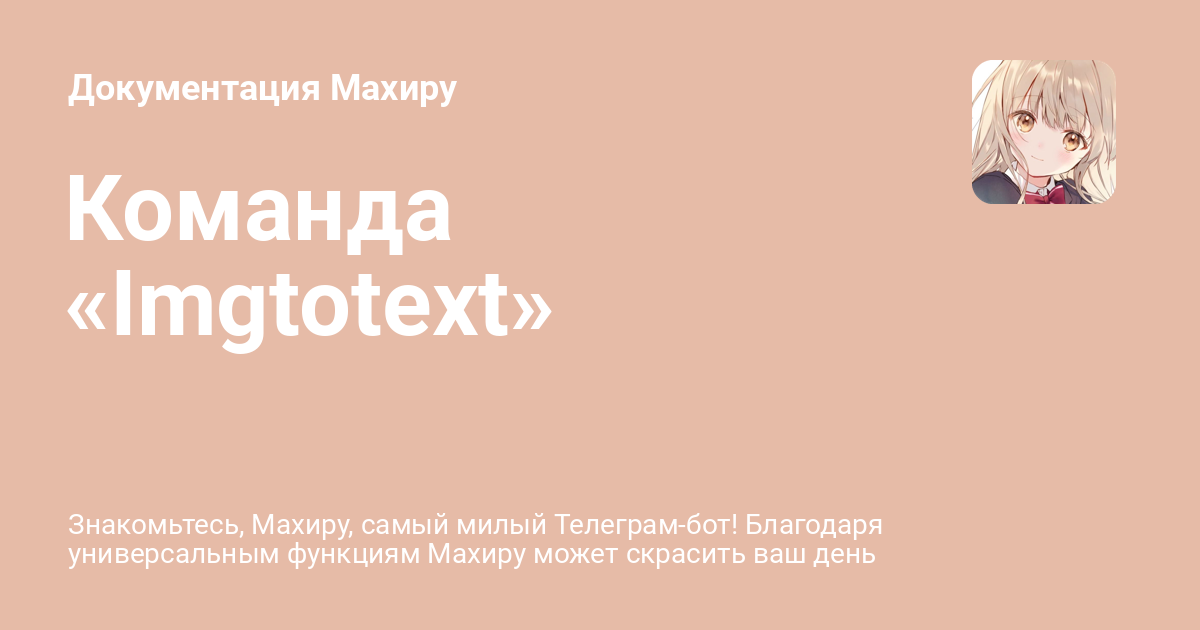 Документация Махиру
Команда
«Imgtotext»
Знакомьтесь, Махиру, самый милый Телеграм-бот! Благодаря
универсальным функциям Махиру может скрасить ваш день